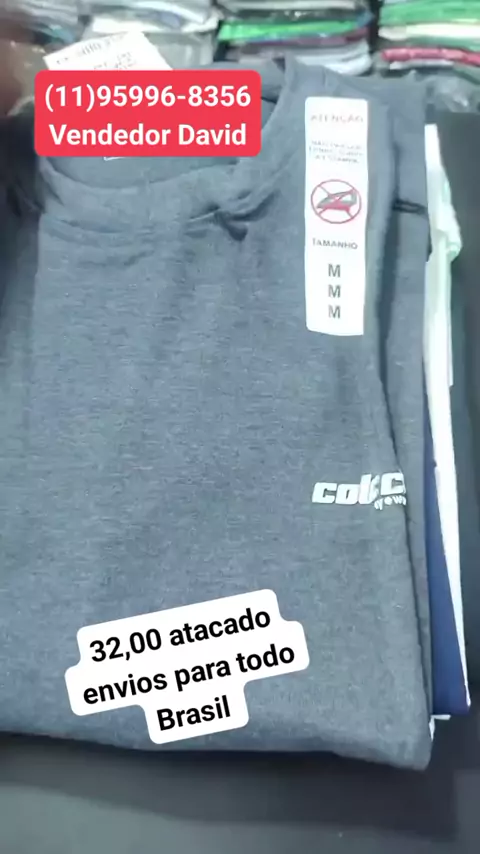 (11)95996-8356
Vendedor David
ATENÇÃO
TAMANHO
M
M
M
32,00 atacado
envios para todo
Brasil